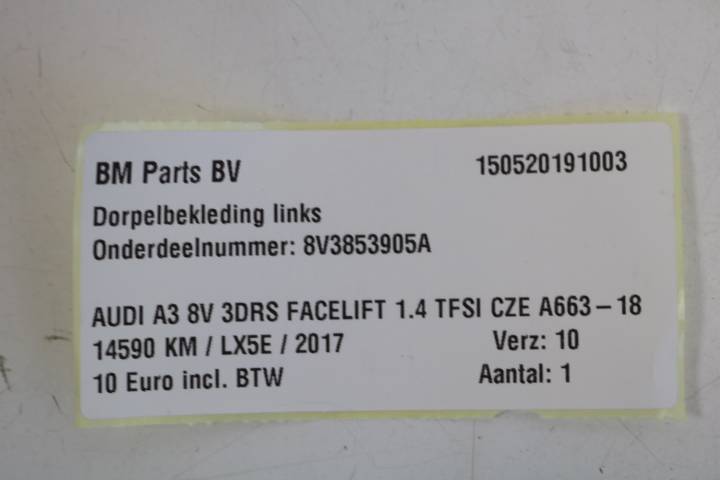 BM Parts BV 150520191003
Dorpelbekleding links
Onderdeelnummer: 8V3853905A
AUDI A3 8V 3DRS FACELIFT 1.4 TFSI CZE A663-18
14590 KM / LX5E / 2017 Verz: 10
10 Euro incl. BTW Aantal: 1